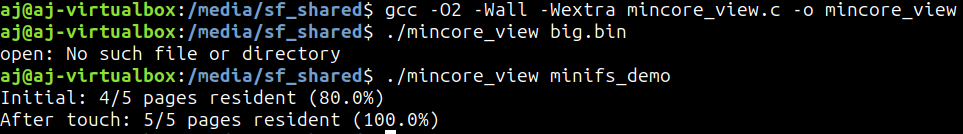 aj@aj-virtualbox:/media/sf_shared$ gcc -O2 -Wall -Wextra mincore_view.c -o mincore_view
aj@aj-virtualbox:/media/sf_shared$ ./mincore_view big.bin
open: No such file or directory
aj@aj-virtualbox:/media/sf_shared$ ./mincore_view minifs_demo
Initial: 4/5 pages resident (80.0%)
After touch: 5/5 pages resident (100.0%)